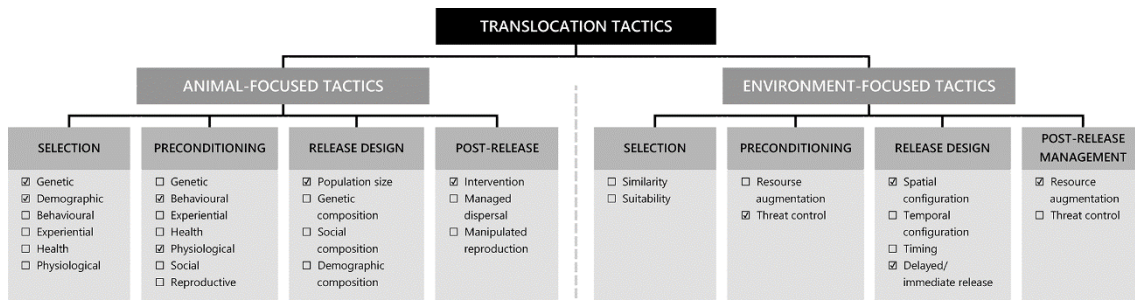 TRANSLOCATION TACTICS
ANIMAL-FOCUSED TACTICS
SELECTION
☑ Genetic
☑ Demographic
☐ Behavioural
☐ Experiential
☐ Health
☐ Physiological
PRECONDITIONING
☐ Genetic
☑ Behavioural
☐ Experiential
☐ Health
☑ Physiological
☐ Social
☐ Reproductive
RELEASE DESIGN
☑ Population size
☐ Genetic
composition
☐ Social
composition
☐ Demographic
composition
POST-RELEASE
☑ Intervention
☐ Managed
dispersal
☐ Manipulated
reproduction
ENVIRONMENT-FOCUSED TACTICS
SELECTION
☐ Similarity
☐ Suitability
PRECONDITIONING
☐ Resourse
augmentation
☑ Threat control
RELEASE DESIGN
☑ Spatial
configuration
☐ Temporal
configuration
☐ Timing
☑ Delayed/
immediate release
POST-RELEASE
MANAGEMENT
☑ Resource
augmentation
☐ Threat control